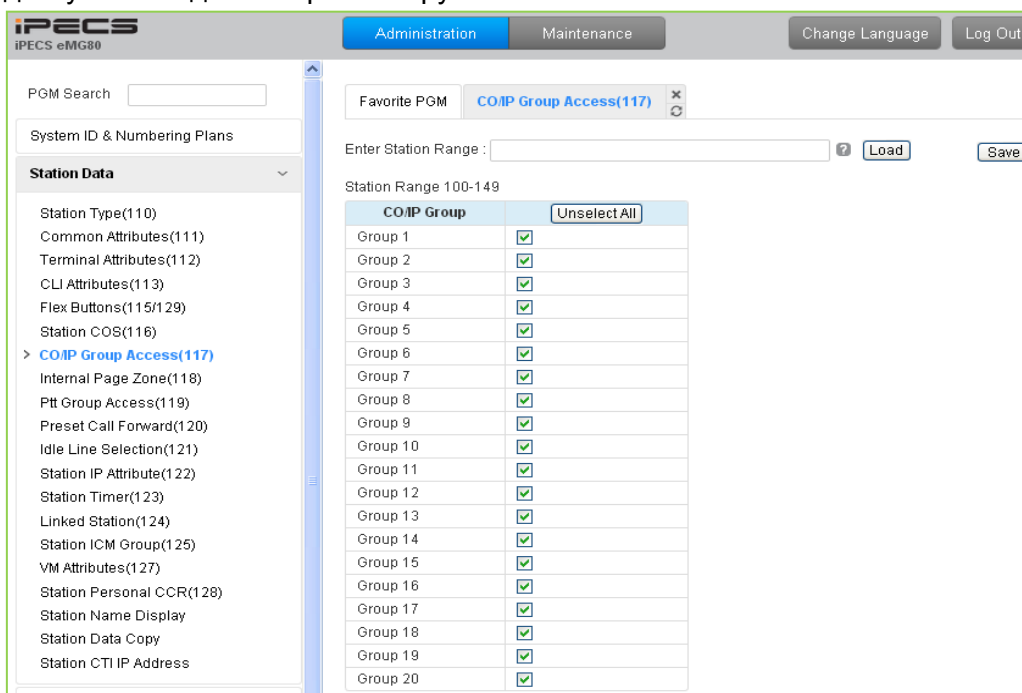 iPECS
iPECS eMG80
Administration
Maintenance
Change Language
Log Out
PGM Search
System ID & Numbering Plans
Station Data
Station Type(110)
Common Attributes(111)
Terminal Attributes(112)
CLI Attributes(113)
Flex Buttons(115/129)
Station COS(116)
> CO/IP Group Access(117)
Internal Page Zone(118)
Ptt Group Access(119)
Preset Call Forward(120)
Idle Line Selection(121)
Station IP Attribute(122)
Station Timer(123)
Linked Station(124)
Station ICM Group(125)
VM Attributes(127)
Station Personal CCR(128)
Station Name Display
Station Data Copy
Station CTI IP Address
Favorite PGM
CO/IP Group Access(117)
Enter Station Range :
Load
Save
Station Range 100-149
CO/IP Group
Unselect All
Group 1
Group 2
Group 3
Group 4
Group 5
Group 6
Group 7
Group 8
Group 9
Group 10
Group 11
Group 12
Group 13
Group 14
Group 15
Group 16
Group 17
Group 18
Group 19
Group 20